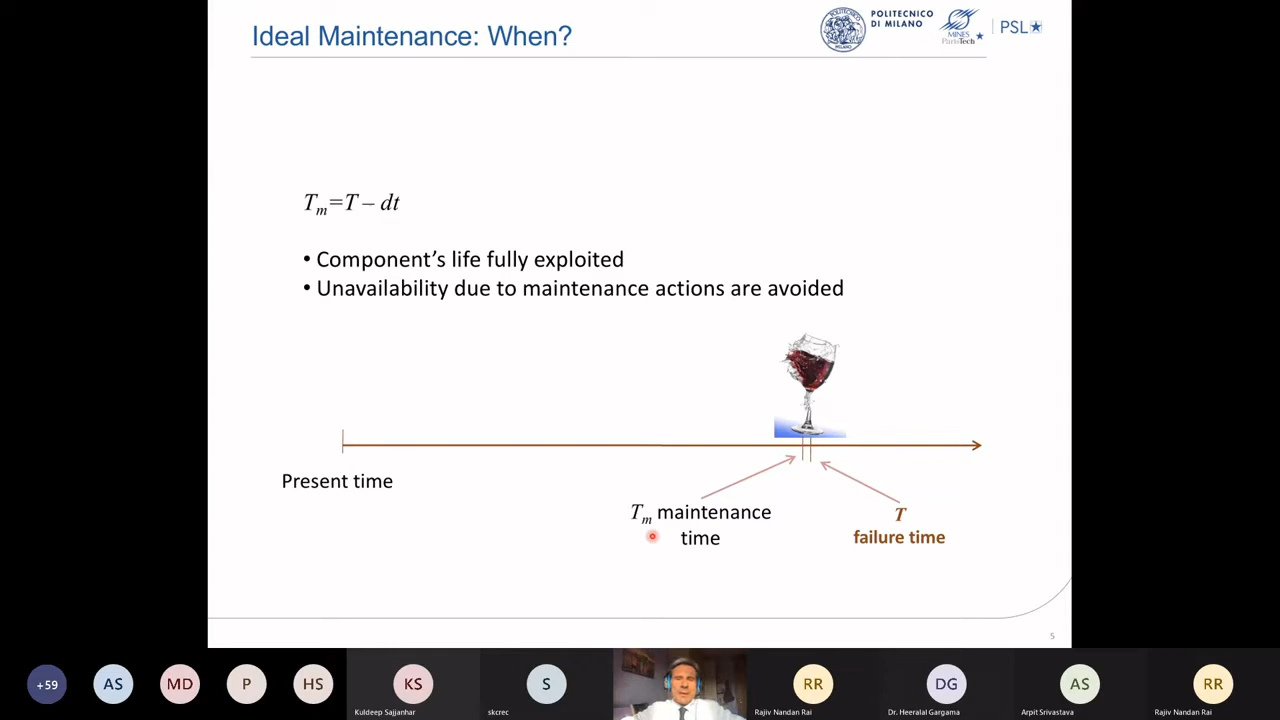 Ideal Maintenance: When?
POLITECNICO
DI MILANO
MINES
ParisTech
PSL
Tm=T – dt
• Component’s life fully exploited
• Unavailability due to maintenance actions are avoided
Present time
Tm maintenance
time
T
failure time
5
+59
AS
MD
P
HS
KS
S
RR
DG
AS
RR
Kuldeep Sajjanhar
skcrec
Rajiv Nandan Rai
Dr. Heeralal Gargama
Arpit Srivastava
Rajiv Nandan Rai